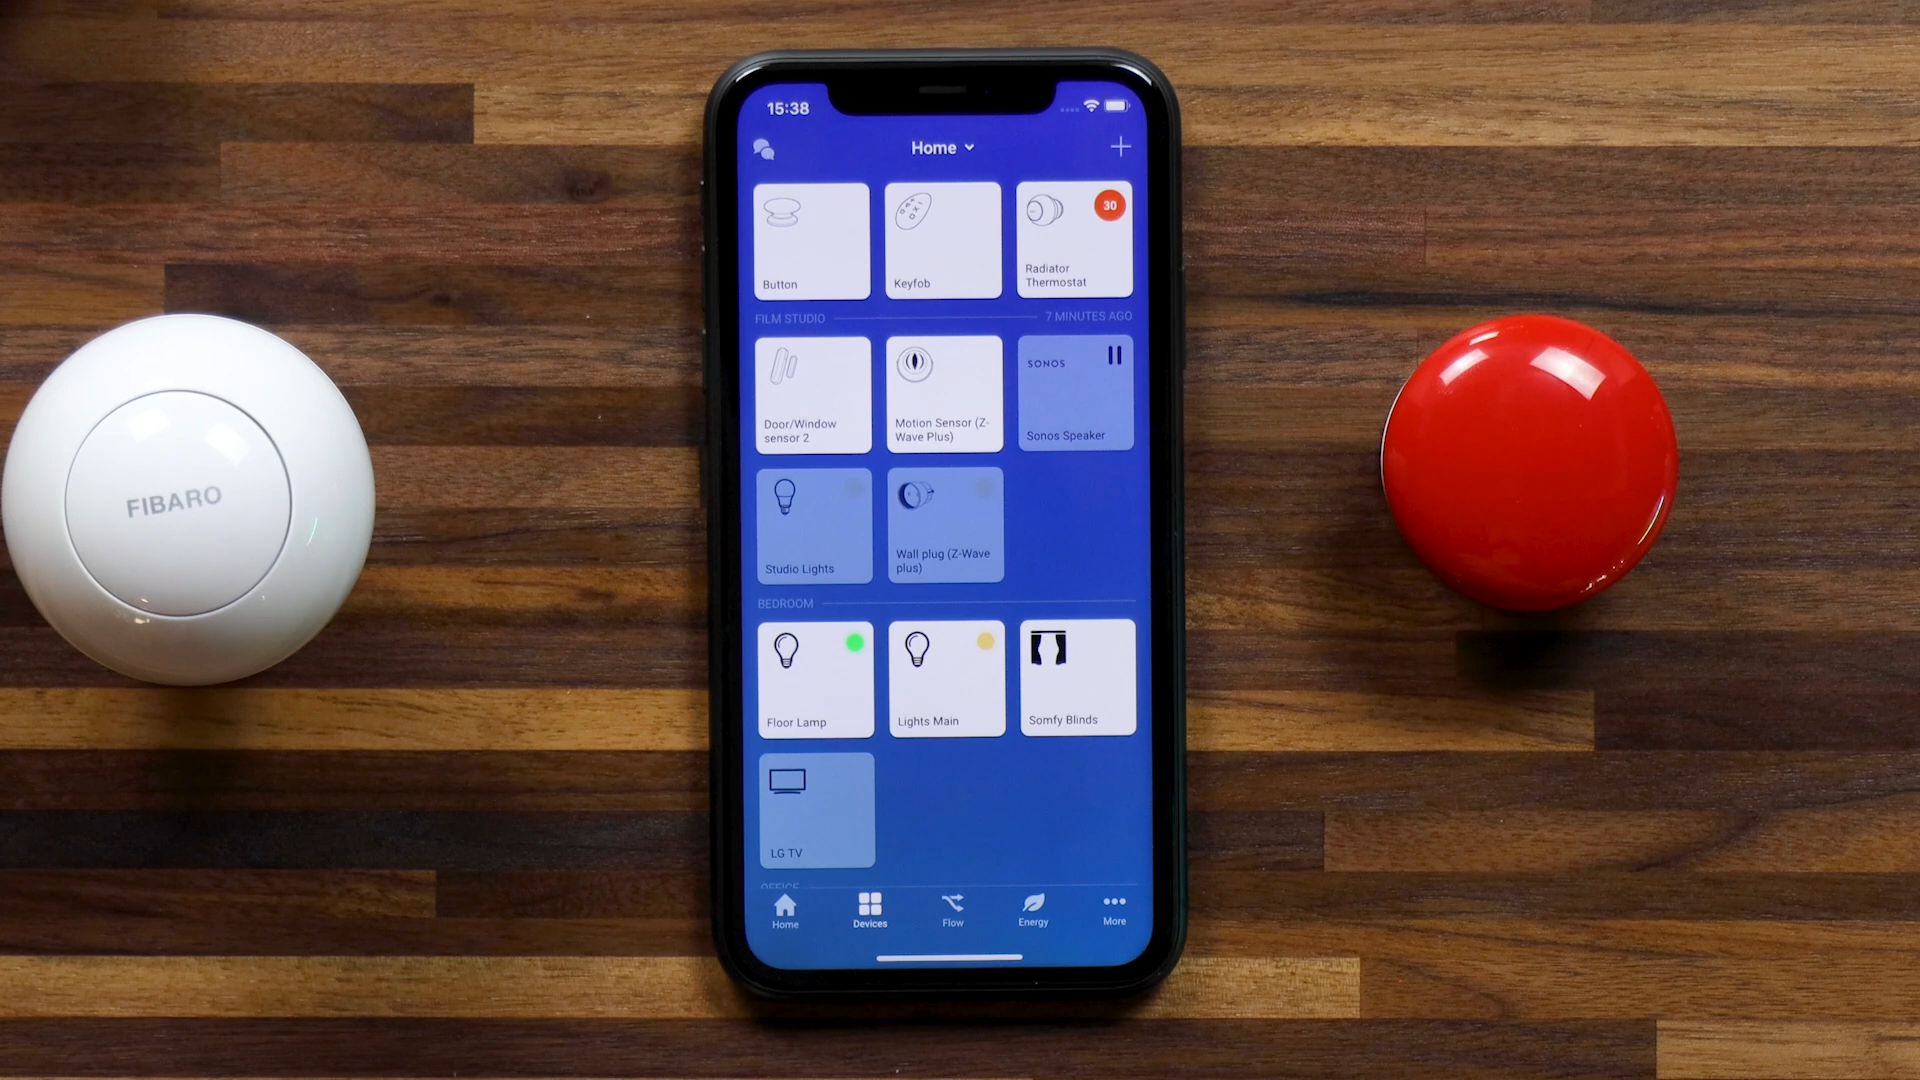 15:38
Home
30
Button
Keyfob
Radiator
Thermostat
FILM STUDIO
7 MINUTES AGO
SONOS
Door/Window
sensor 2
Motion Sensor (Z-
Wave Plus)
Sonos Speaker
Studio Lights
Wall plug (Z-Wave
plus)
BEDROOM
Floor Lamp
Lights Main
Somfy Blinds
LG TV
OFFICE
Home
Devices
Flow
Energy
More
FIBARO